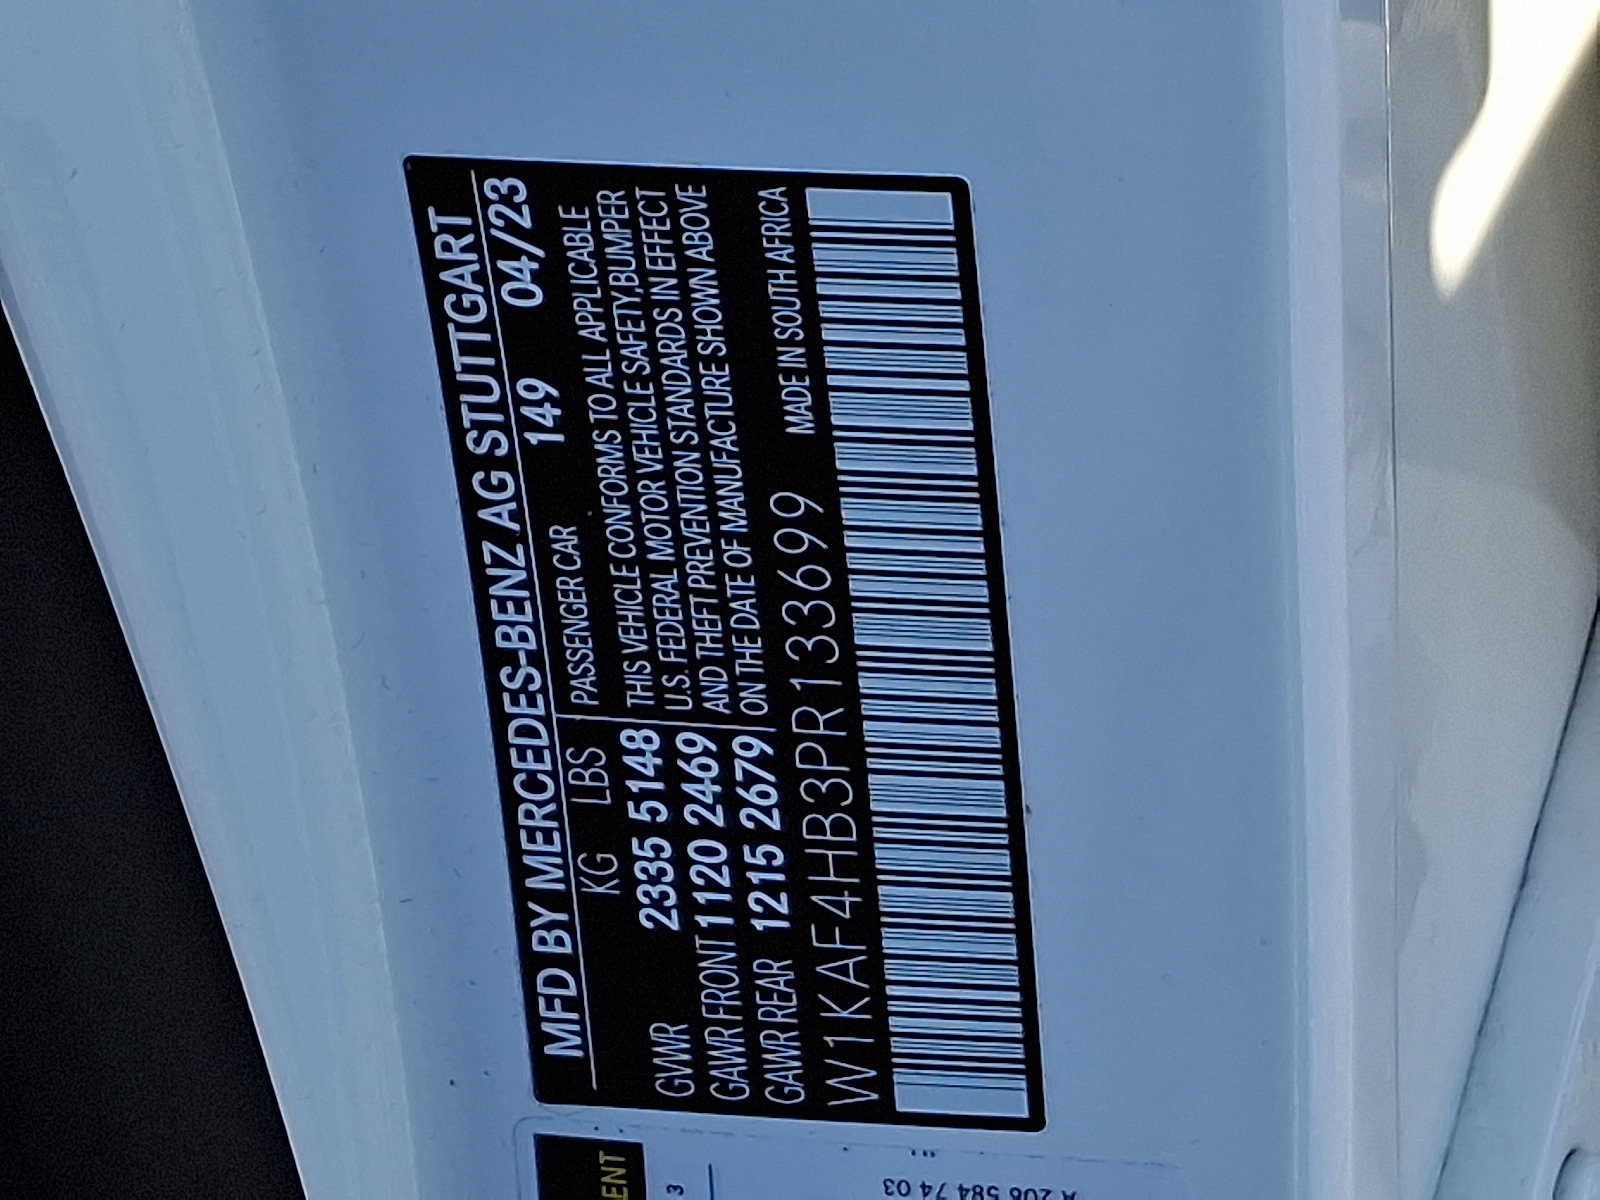 MFD BY MERCEDES-BENZ AG STUTTGART
149 04/23
KG LBS PASSENGER CAR
GVWR 2335 5148
GAWR FRONT 1120 2469
GAWR REAR 1215 2679
THIS VEHICLE CONFORMS TO ALL APPLICABLE
U.S. FEDERAL MOTOR VEHICLE SAFETY,BUMPER
AND THEFT PREVENTION STANDARDS IN EFFECT
ON THE DATE OF MANUFACTURE SHOWN ABOVE
MADE IN SOUTH AFRICA
W1KAF4HB3PR133699
ENT
3
A 206 584 74 03